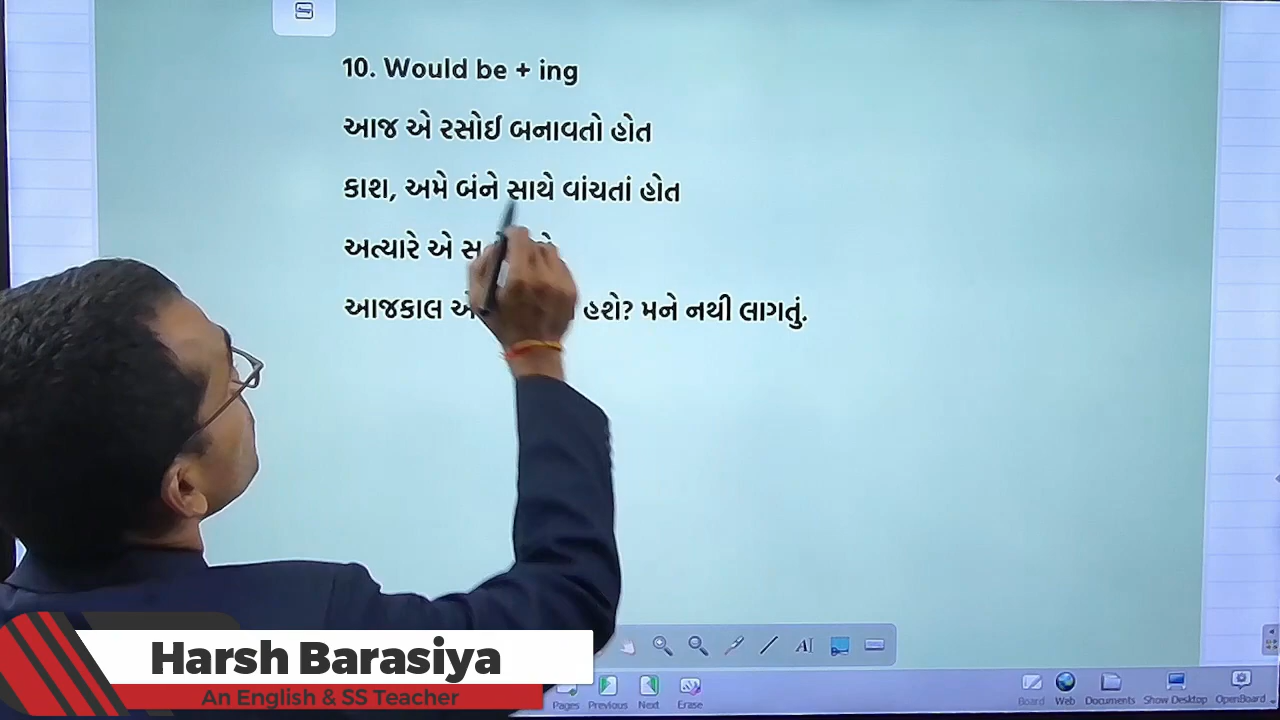 10. Would be + ing
આજ એ રસોઈ બનાવતો હોત
કાશ, અમે બંને સાથે વાંચતાં હોત
અત્યારે એ
આજકાલ હશે? મને નથી લાગતું.
Harsh Barasiya
An English & SS Teacher
Pages
Previous
Next
Erase
Board
Web
Documents
Show Desktop
OpenBoard